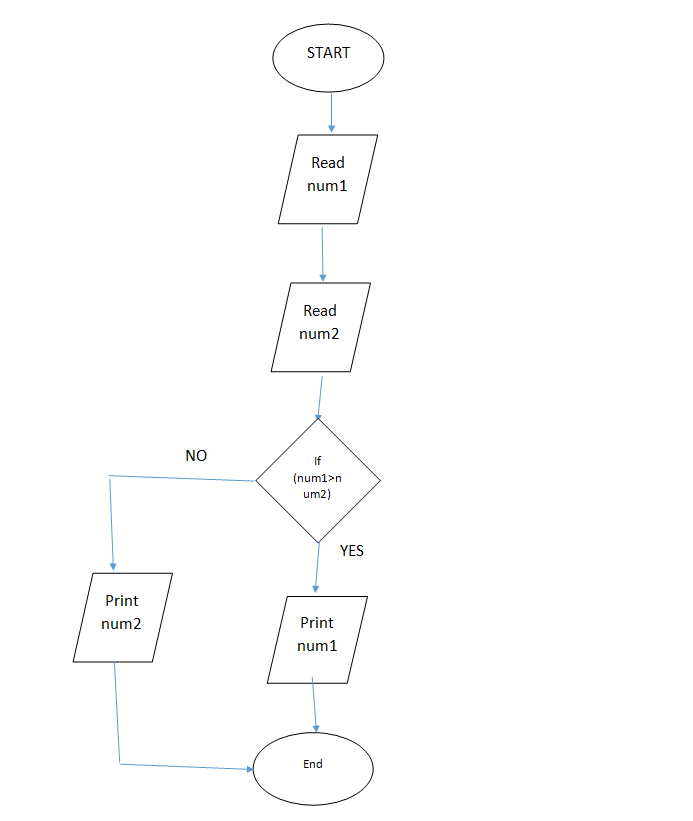 START
Read
num1
Read
num2
If
(num1>n
um2)
NO
YES
Print
num2
Print
num1
End